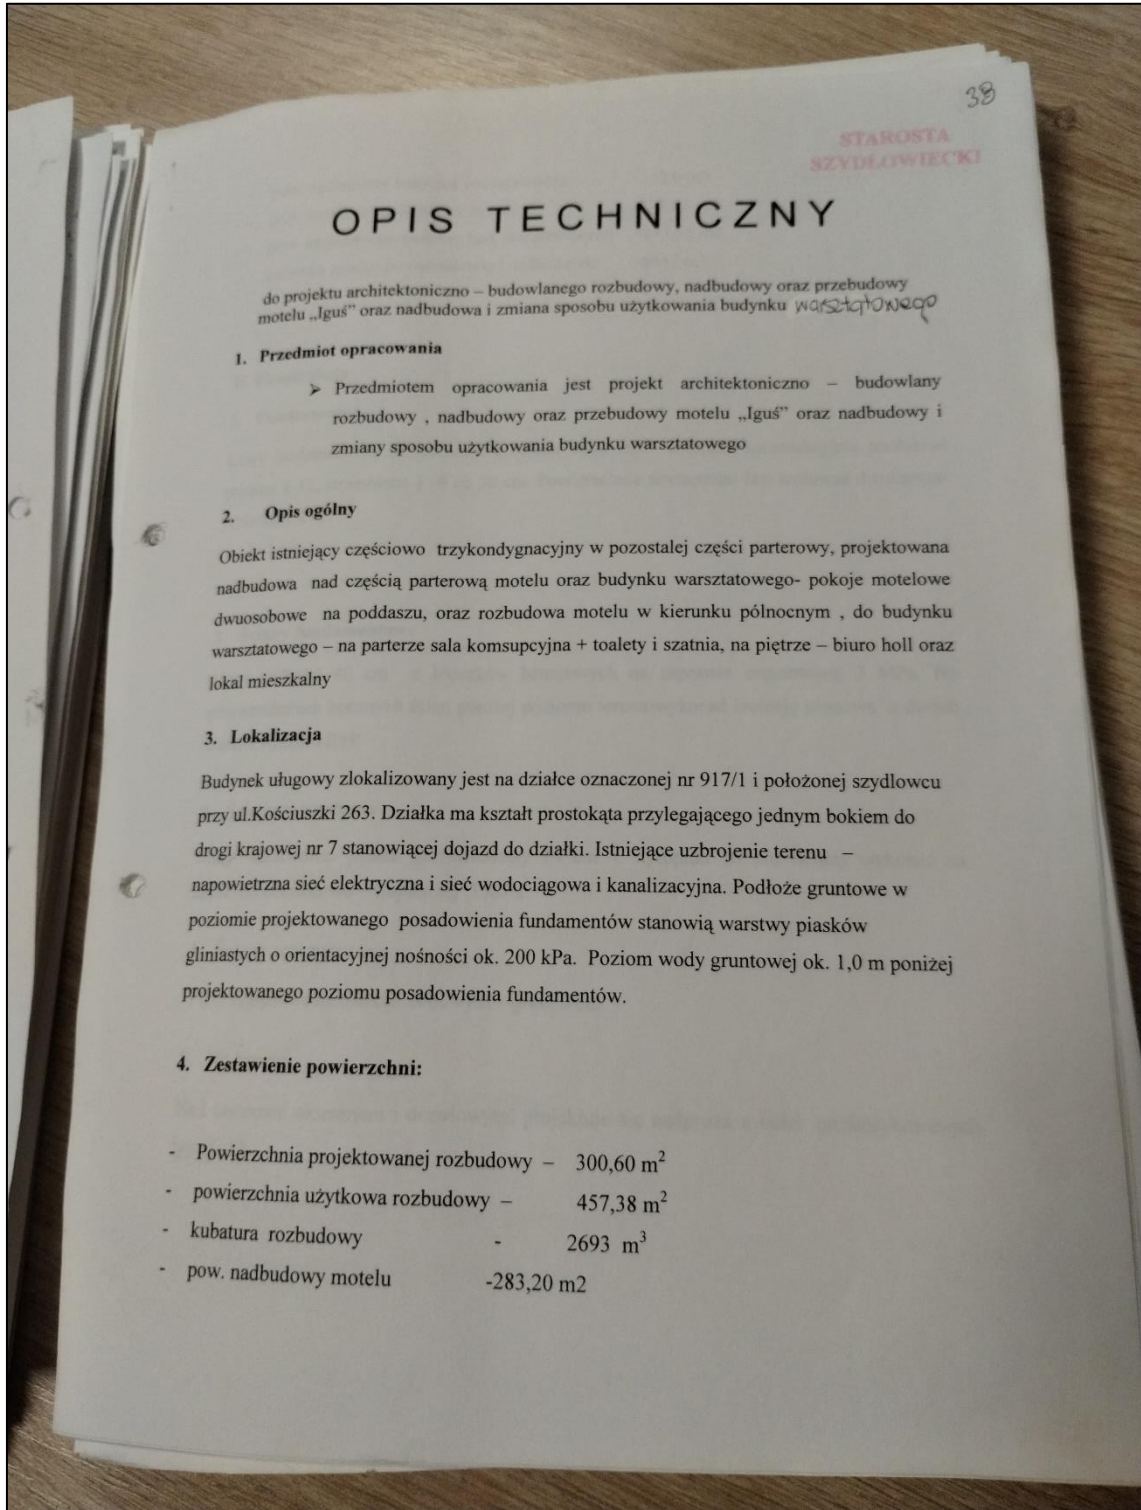 38
STAROSTA
SZYDŁOWIECKI
OPIS TECHNICZNY
do projektu architektoniczno – budowlanego rozbudowy, nadbudowy oraz przebudowy
motelu „Iguś” oraz nadbudowa i zmiana sposobu użytkowania budynku warsztatowego
1. Przedmiot opracowania
➢ Przedmiotem opracowania jest projekt architektoniczno – budowlany
rozbudowy , nadbudowy oraz przebudowy motelu „Iguś” oraz nadbudowy i
zmiany sposobu użytkowania budynku warsztatowego
2. Opis ogólny
Obiekt istniejący częściowo trzykondygnacyjny w pozostalej części parterowy, projektowana
nadbudowa nad częścią parterową motelu oraz budynku warsztatowego- pokoje motelowe
dwuosobowe na poddaszu, oraz rozbudowa motelu w kierunku pólnocnym , do budynku
warsztatowego – na parterze sala komsupcyjna + toalety i szatnia, na piętrze – biuro holl oraz
lokal mieszkalny
3. Lokalizacja
Budynek uługowy zlokalizowany jest na działce oznaczonej nr 917/1 i położonej szydlowcu
przy ul.Kościuszki 263. Działka ma kształt prostokąta przylegającego jednym bokiem do
drogi krajowej nr 7 stanowiącej dojazd do działki. Istniejące uzbrojenie terenu –
napowietrzna sieć elektryczna i sieć wodociągowa i kanalizacyjna. Podłoże gruntowe w
poziomie projektowanego posadowienia fundamentów stanowią warstwy piasków
gliniastych o orientacyjnej nośności ok. 200 kPa. Poziom wody gruntowej ok. 1,0 m poniżej
projektowanego poziomu posadowienia fundamentów.
4. Zestawienie powierzchni:
- Powierzchnia projektowanej rozbudowy – 300,60 m²
- powierzchnia użytkowa rozbudowy – 457,38 m²
- kubatura rozbudowy - 2693 m³
- pow. nadbudowy motelu -283,20 m2